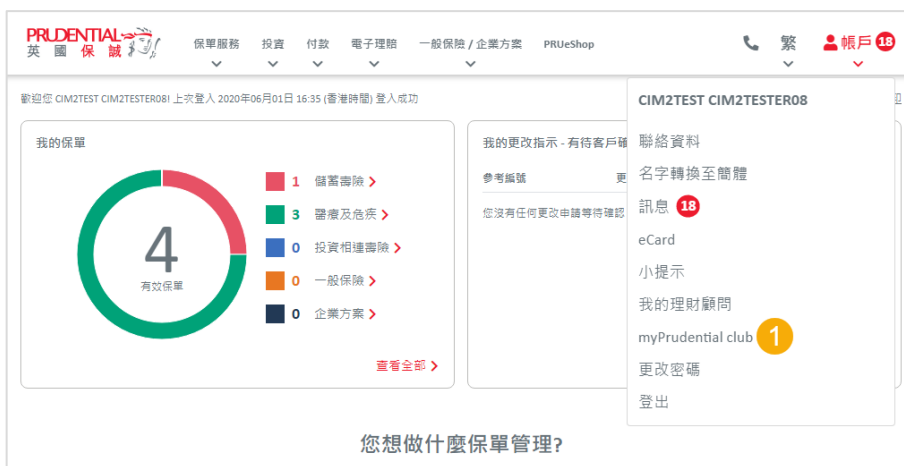 PRUDENTIAL
英國保誠
保單服務 投資 付款 電子理賠 一般保險 / 企業方案 PRUeShop 繁 帳戶 18
歡迎您 CIM2TEST CIM2TESTER08! 上次登入 2020年06月01日 16:35 (香港時間) 登入成功
CIM2TEST CIM2TESTER08
聯絡資料
名字轉換至簡體
訊息 18
eCard
小提示
我的理財顧問
myPrudential club 1
更改密碼
登出
我的保單
4
有效保單
1 儲蓄壽險
3 醫療及危疾
0 投資相連壽險
0 一般保險
0 企業方案
查看全部
我的更改指示 - 有待客戶確
參考編號 更
您沒有任何更改申請等待確認
您想做什麼保單管理?